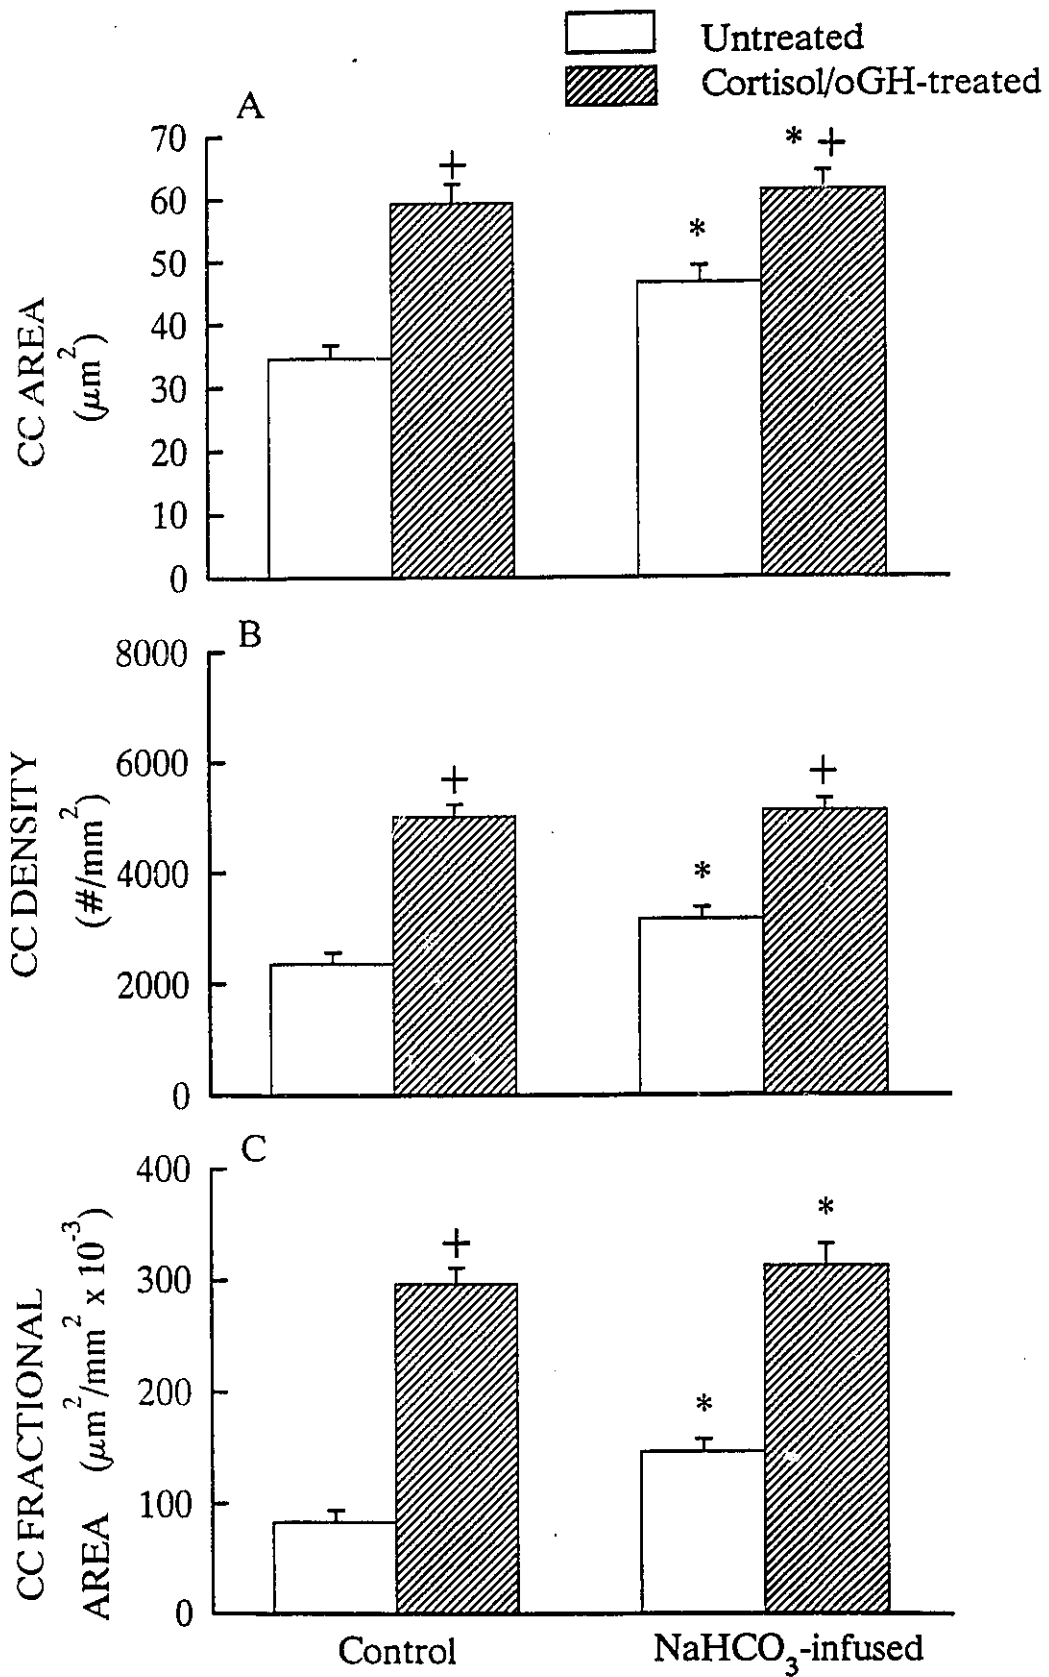 Untreated
Cortisol/oGH-treated
A
70
60
50
40
30
20
10
0
CC AREA
(μm²)
+
* +
*
B
8000
6000
4000
2000
0
CC DENSITY
(#/mm²)
+
+
*
C
400
300
200
100
0
CC FRACTIONAL
AREA (μm²/mm² x 10⁻³)
+
*
*
Control
NaHCO₃-infused